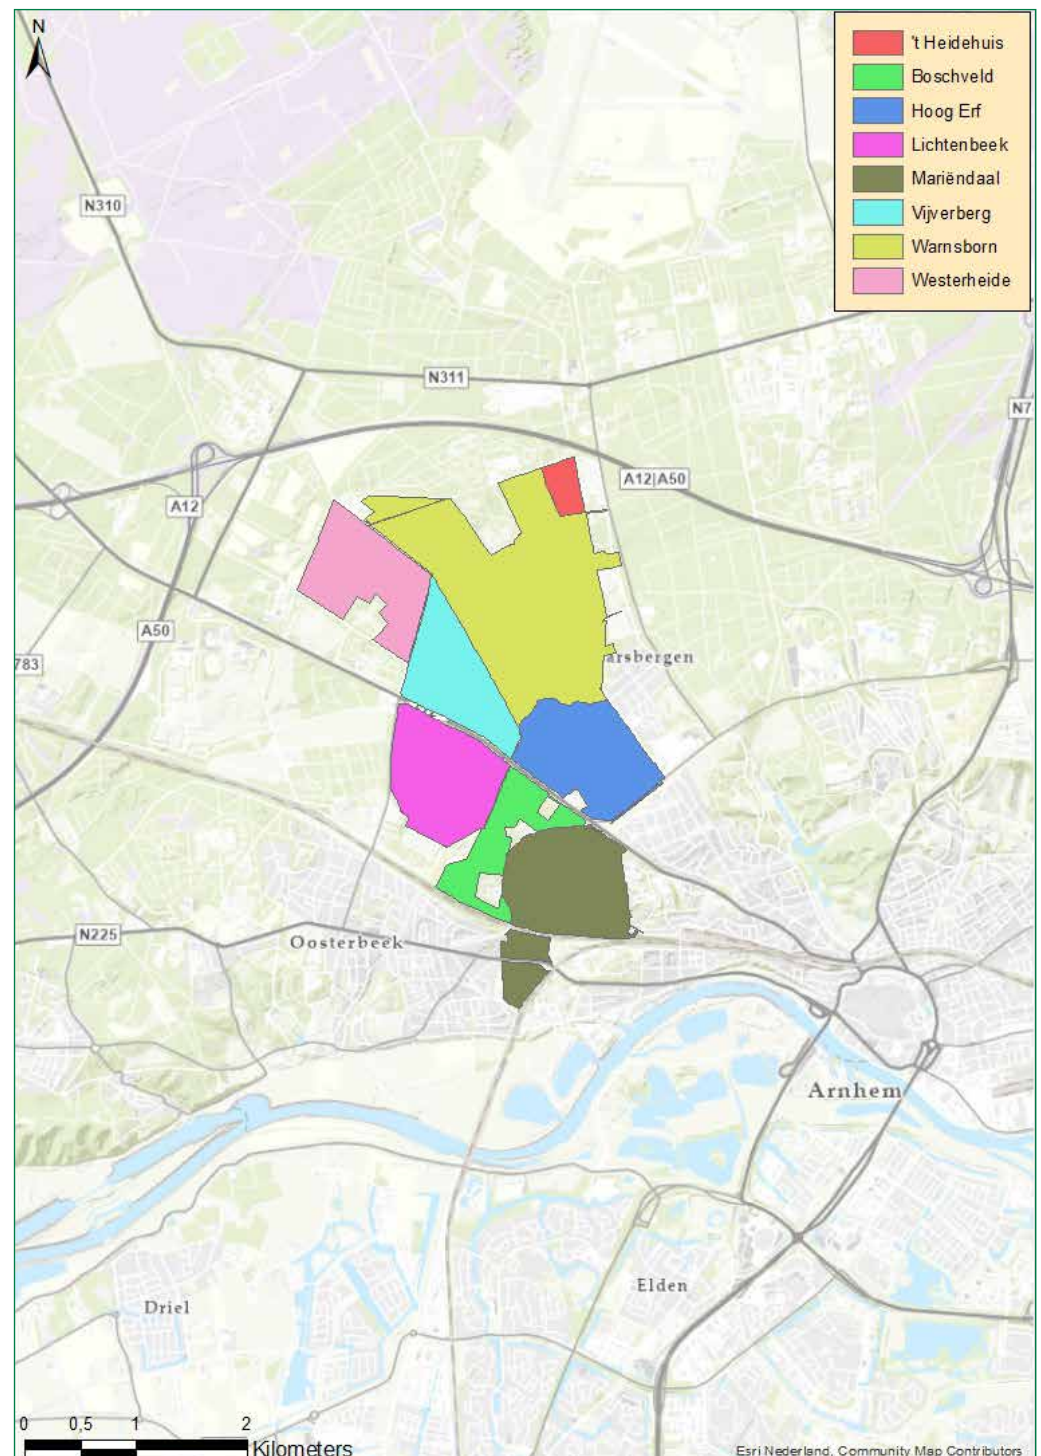 N
't Heidehuis
Boschveld
Hoog Erf
Lichtenbeek
Mariëndaal
Vijverberg
Warnsborn
Westerheide
N310
N311
N7
A12|A50
A12
A50
783
arsbergen
N225
Oosterbeek
Arnhem
Elden
Driel
0 0,5 1 2
Kilometers
Esri Nederland, Community Map Contributors